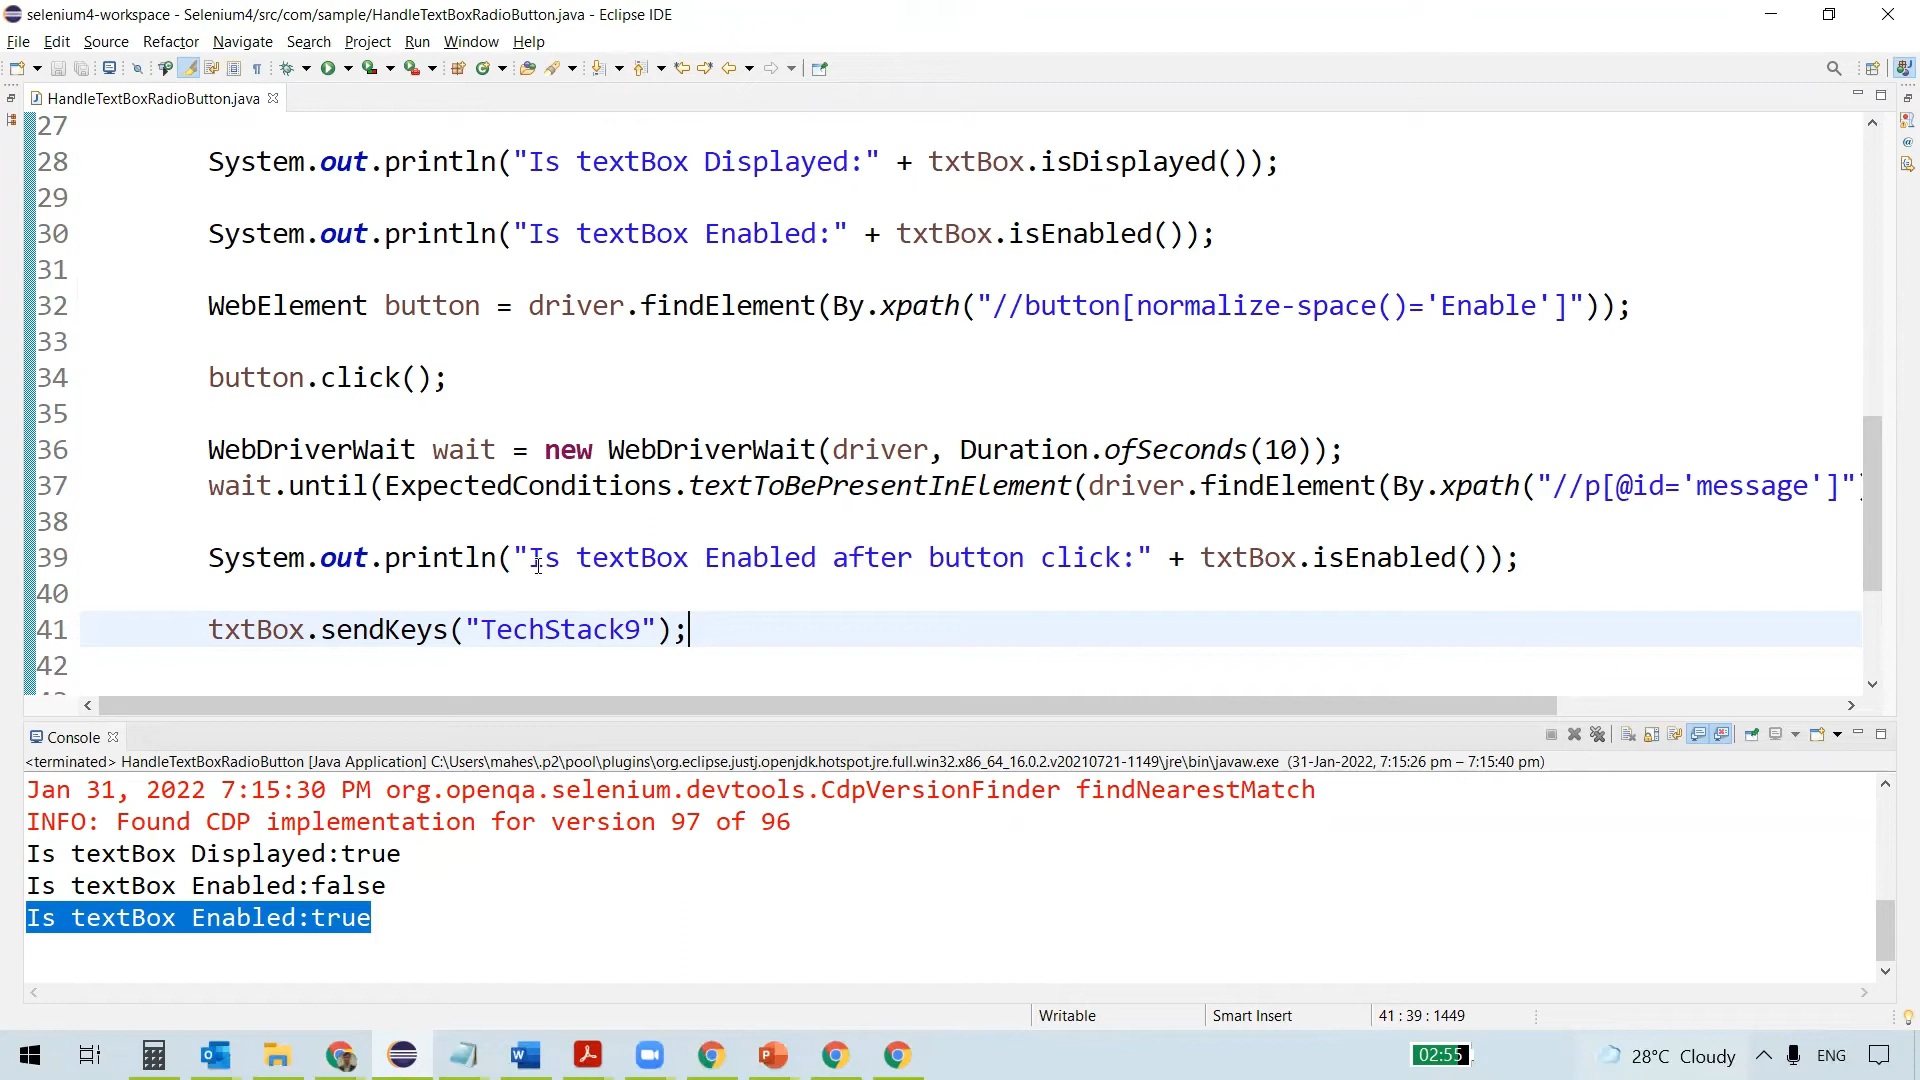 selenium4-workspace - Selenium4/src/com/sample/HandleTextBoxRadioButton.java - Eclipse IDE
File Edit Source Refactor Navigate Search Project Run Window Help
HandleTextBoxRadioButton.java
27
28 System.out.println("Is textBox Displayed:" + txtBox.isDisplayed());
29
30 System.out.println("Is textBox Enabled:" + txtBox.isEnabled());
31
32 WebElement button = driver.findElement(By.xpath("//button[normalize-space()='Enable']"));
33
34 button.click();
35
36 WebDriverWait wait = new WebDriverWait(driver, Duration.ofSeconds(10));
37 wait.until(ExpectedConditions.textToBePresentInElement(driver.findElement(By.xpath("//p[@id='message']")
38
39 System.out.println("Is textBox Enabled after button click:" + txtBox.isEnabled());
40
41 txtBox.sendKeys("TechStack9");
42
Console
<terminated> HandleTextBoxRadioButton [Java Application] C:\Users\mahes\.p2\pool\plugins\org.eclipse.justj.openjdk.hotspot.jre.full.win32.x86_64_16.0.2.v20210721-1149\jre\bin\javaw.exe (31-Jan-2022, 7:15:26 pm – 7:15:40 pm)
Jan 31, 2022 7:15:30 PM org.openqa.selenium.devtools.CdpVersionFinder findNearestMatch
INFO: Found CDP implementation for version 97 of 96
Is textBox Displayed:true
Is textBox Enabled:false
Is textBox Enabled:true
Writable Smart Insert 41 : 39 : 1449
02:55 28°C Cloudy ENG